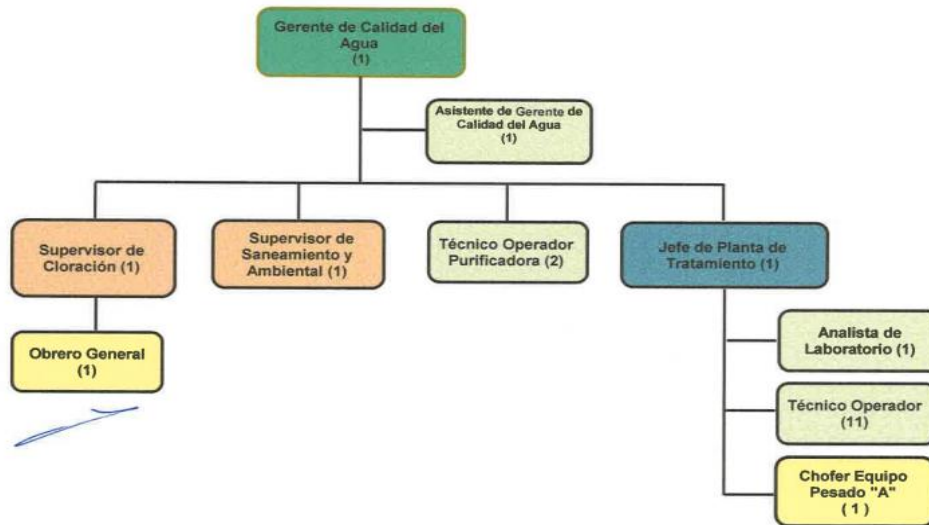 Gerente de Calidad del
Agua
(1)
Asistente de Gerente de
Calidad del Agua
(1)
Supervisor de
Cloración (1)
Supervisor de
Saneamiento y
Ambiental (1)
Técnico Operador
Purificadora (2)
Jefe de Planta de
Tratamiento (1)
Obrero General
(1)
Analista de
Laboratorio (1)
Técnico Operador
(11)
Chofer Equipo
Pesado "A"
( 1 )